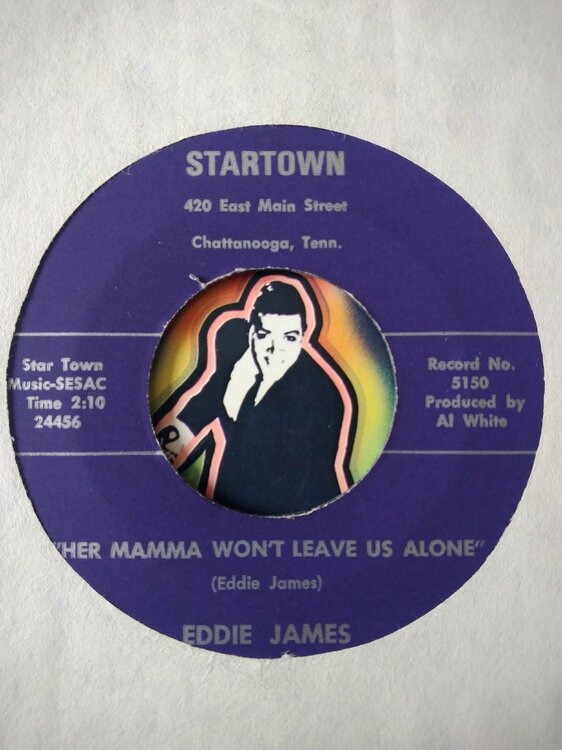 STARTOWN
420 East Main Street
Chattanooga, Tenn.
Star Town
Music-SESAC
Time 2:10
24456
Record No.
5150
Produced by
Al White
"HER MAMMA WON'T LEAVE US ALONE"
(Eddie James)
EDDIE JAMES